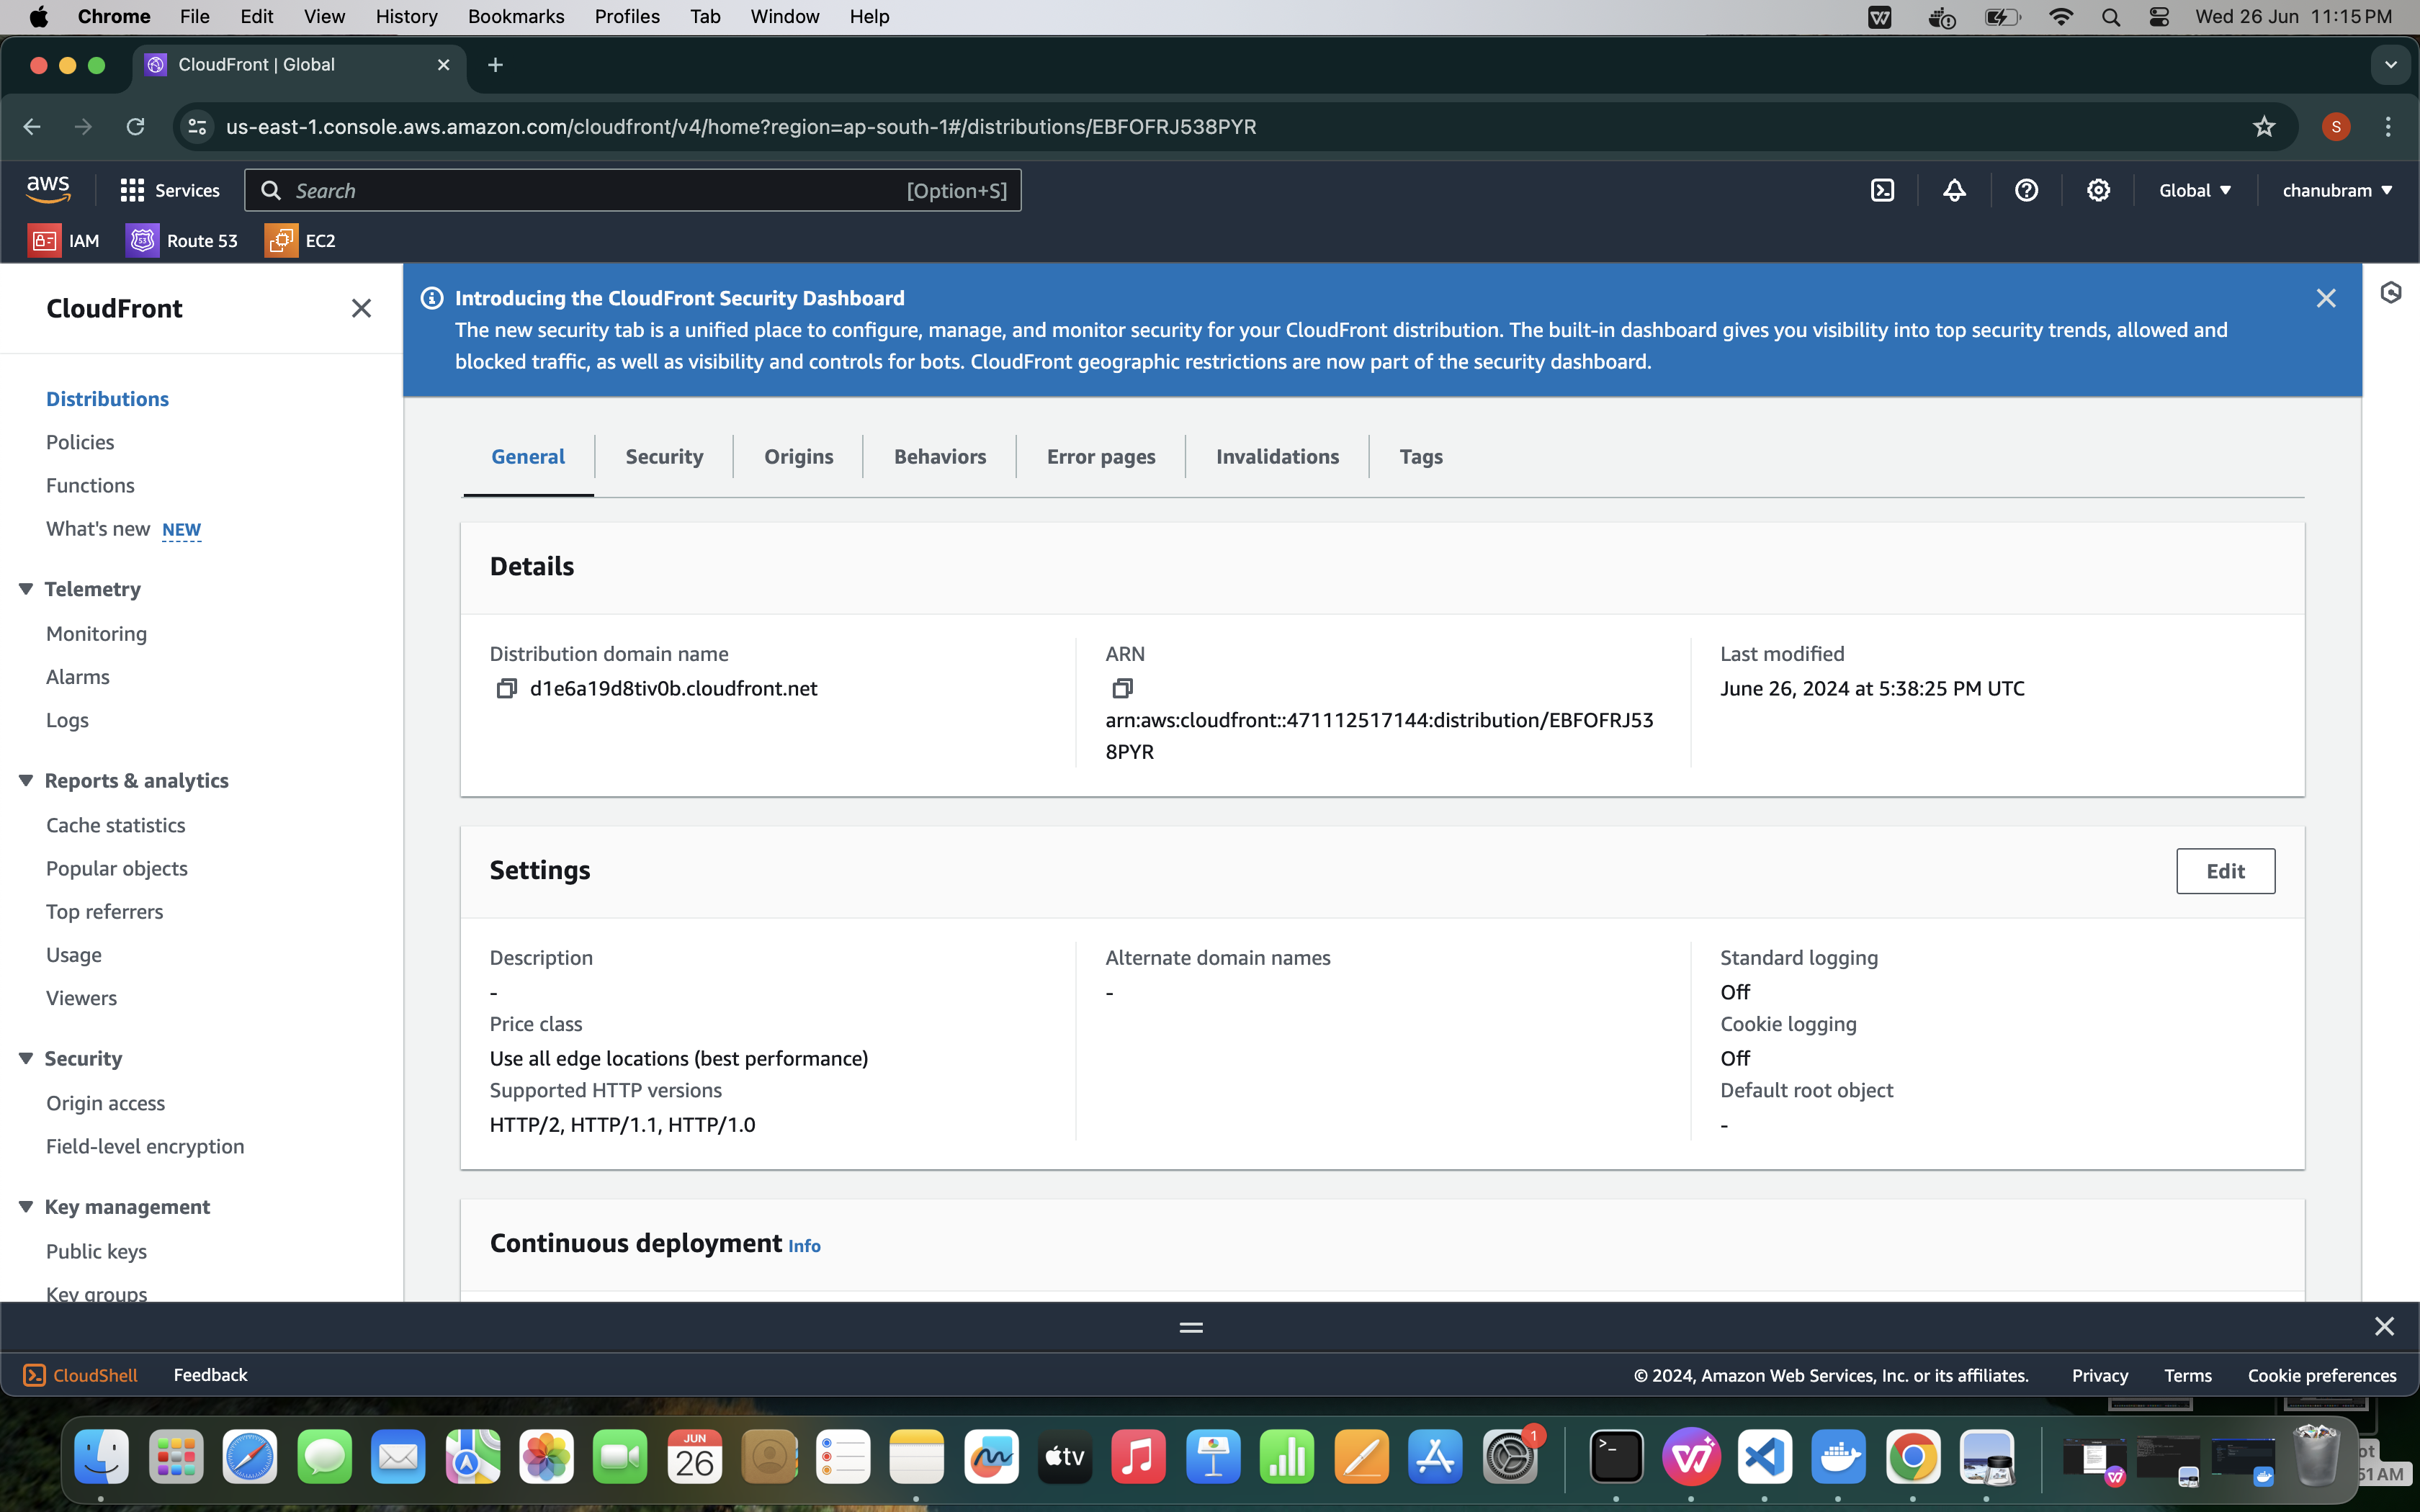 Chrome File Edit View History Bookmarks Profiles Tab Window Help Wed 26 Jun 11:15 PM
CloudFront | Global
us-east-1.console.aws.amazon.com/cloudfront/v4/home?region=ap-south-1#/distributions/EBFOFRJ538PYR S
aws Services Search [Option+S] Global chanubram
IAM Route 53 EC2
CloudFront
Distributions
Policies
Functions
What's new NEW
Telemetry
Monitoring
Alarms
Logs
Reports & analytics
Cache statistics
Popular objects
Top referrers
Usage
Viewers
Security
Origin access
Field-level encryption
Key management
Public keys
Key groups
Introducing the CloudFront Security Dashboard
The new security tab is a unified place to configure, manage, and monitor security for your CloudFront distribution. The built-in dashboard gives you visibility into top security trends, allowed and
blocked traffic, as well as visibility and controls for bots. CloudFront geographic restrictions are now part of the security dashboard.
General Security Origins Behaviors Error pages Invalidations Tags
Details
Distribution domain name
d1e6a19d8tiv0b.cloudfront.net
ARN
arn:aws:cloudfront::471112517144:distribution/EBFOFRJ53
8PYR
Last modified
June 26, 2024 at 5:38:25 PM UTC
Settings
Edit
Description
-
Price class
Use all edge locations (best performance)
Supported HTTP versions
HTTP/2, HTTP/1.1, HTTP/1.0
Alternate domain names
-
Standard logging
Off
Cookie logging
Off
Default root object
-
Continuous deployment Info
CloudShell Feedback © 2024, Amazon Web Services, Inc. or its affiliates. Privacy Terms Cookie preferences
JUN
26
tv
1